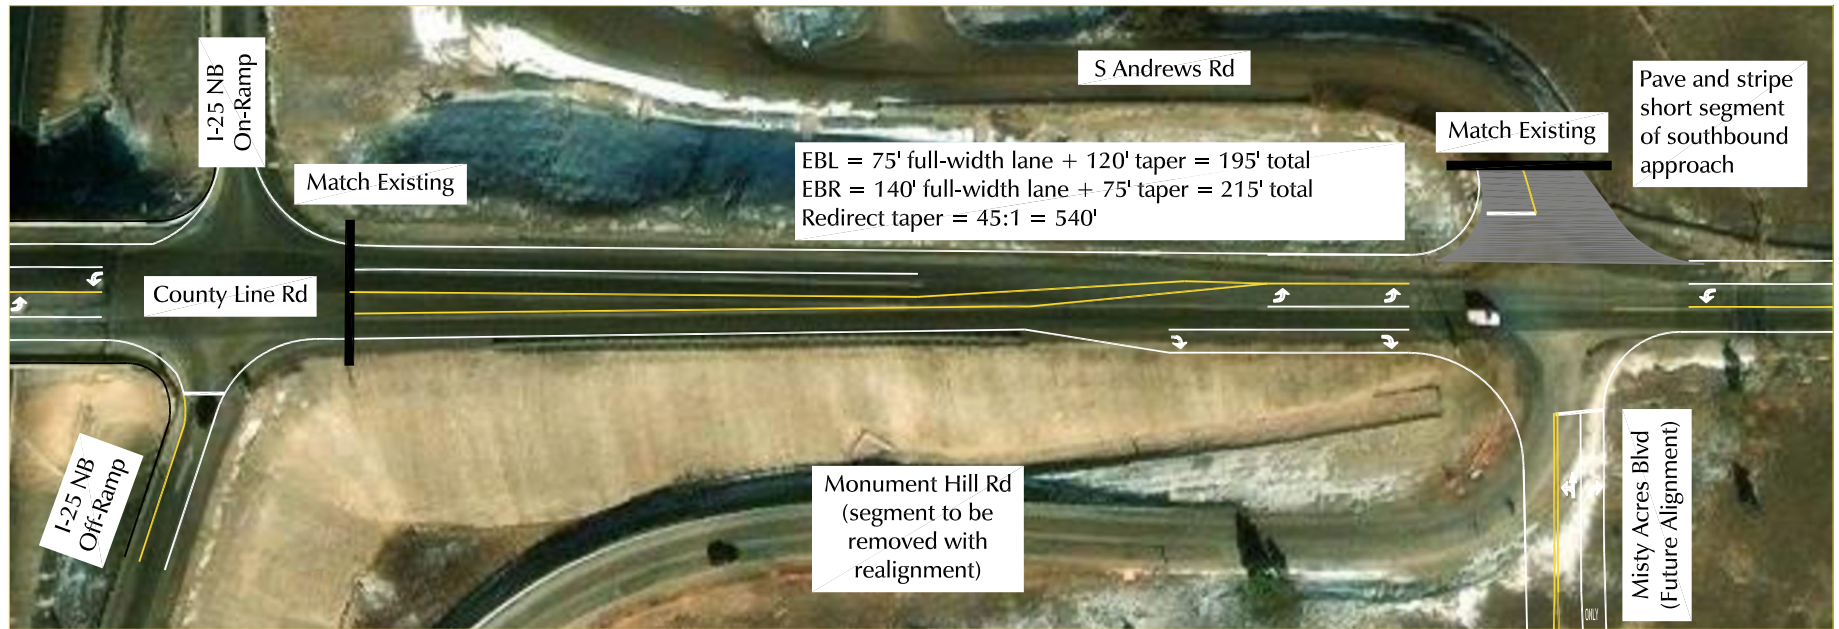 I-25 NB
On-Ramp
S Andrews Rd
Match Existing
Pave and stripe
short segment
of southbound
approach
Match Existing
EBL = 75' full-width lane + 120' taper = 195' total
EBR = 140' full-width lane + 75' taper = 215' total
Redirect taper = 45:1 = 540'
County Line Rd
I-25 NB
Off-Ramp
Monument Hill Rd
(segment to be
removed with
realignment)
Misty Acres Blvd
(Future Alignment)
ONLY